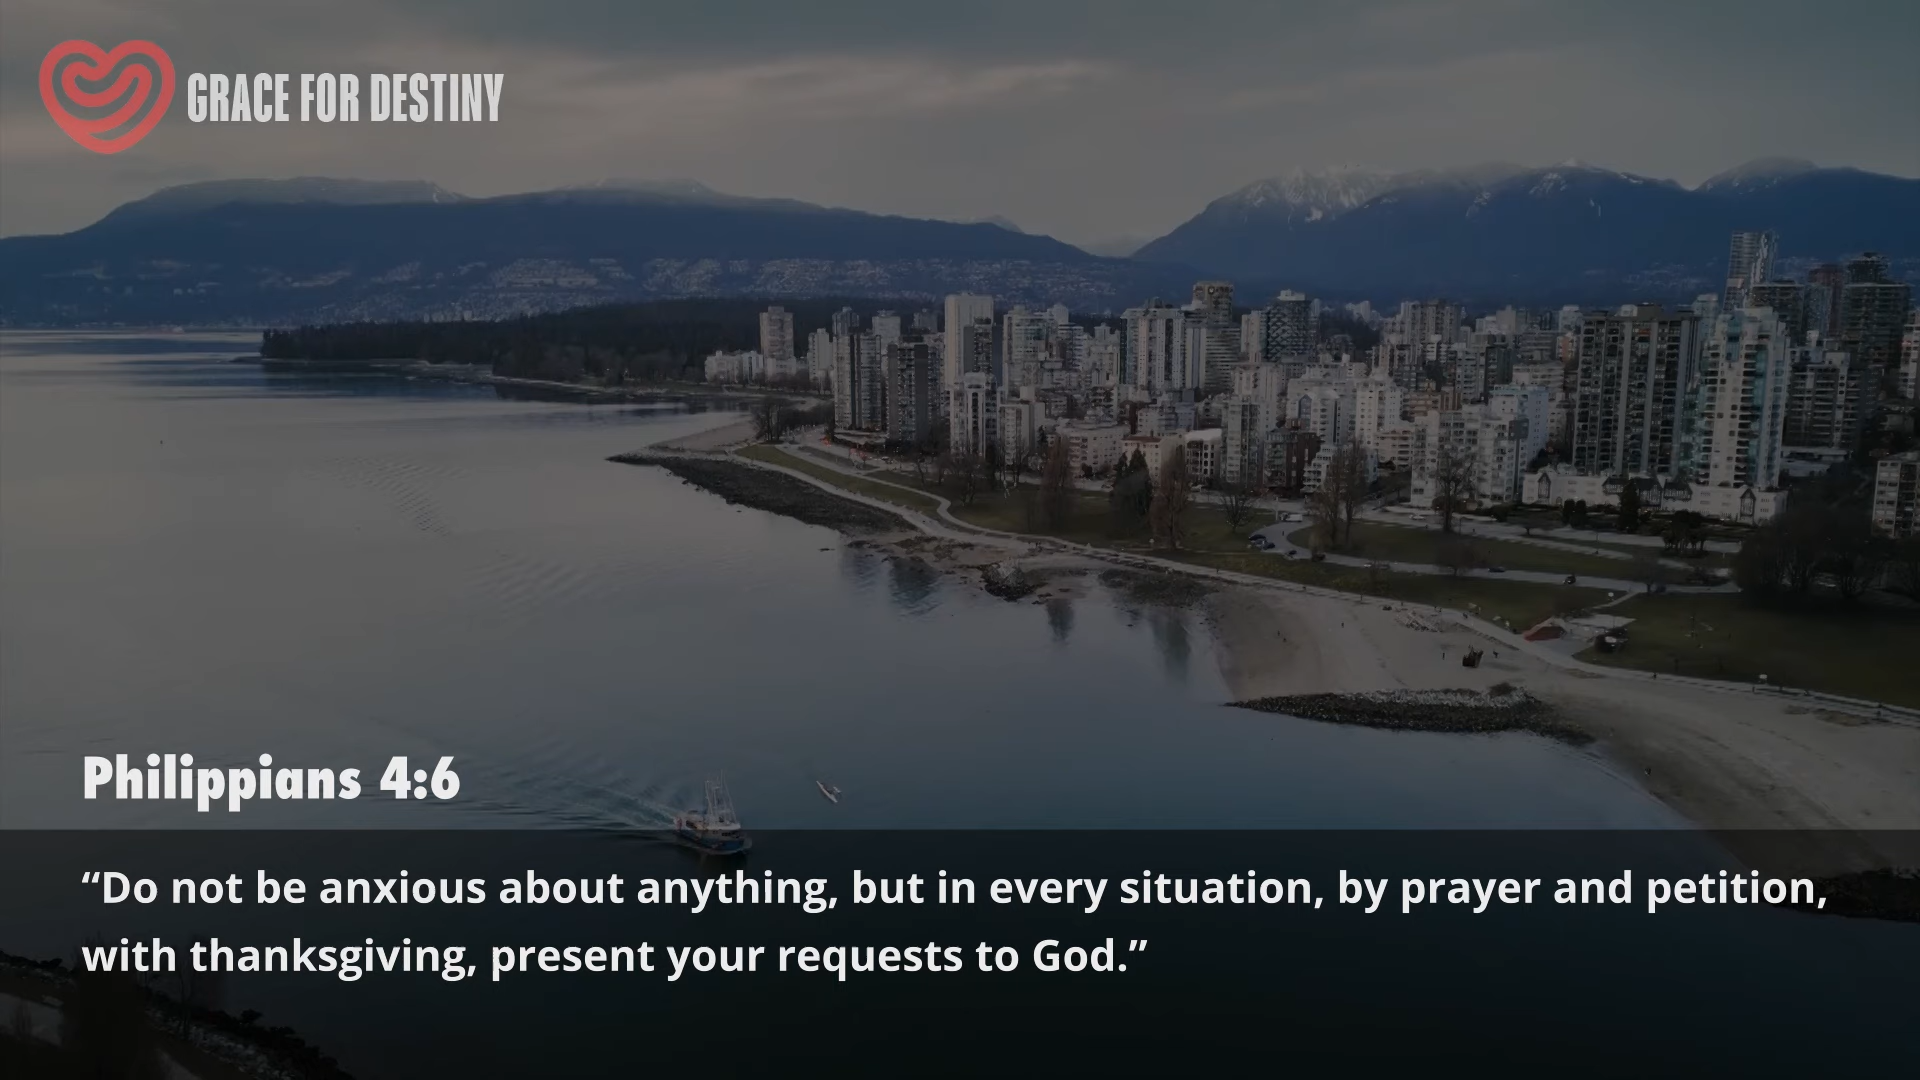 GRACE FOR DESTINY
Philippians 4:6
“Do not be anxious about anything, but in every situation, by prayer and petition,
with thanksgiving, present your requests to God.”